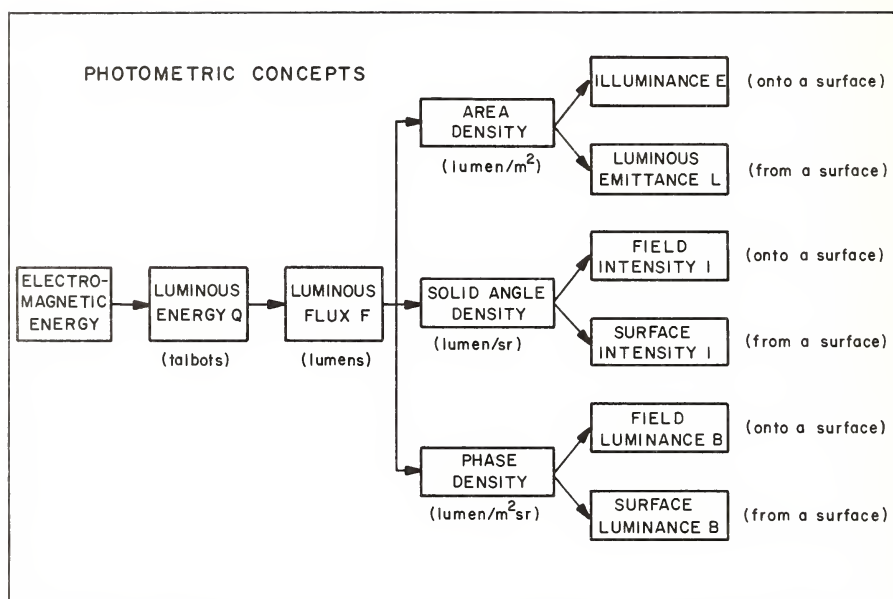 PHOTOMETRIC CONCEPTS
ELECTRO-
MAGNETIC
ENERGY
LUMINOUS
ENERGY Q
(talbots)
LUMINOUS
FLUX F
(lumens)
AREA
DENSITY
(lumen/m²)
ILLUMINANCE E
(onto a surface)
LUMINOUS
EMITTANCE L
(from a surface)
SOLID ANGLE
DENSITY
(lumen/sr)
FIELD
INTENSITY I
(onto a surface)
SURFACE
INTENSITY I
(from a surface)
PHASE
DENSITY
(lumen/m²sr)
FIELD
LUMINANCE B
(onto a surface)
SURFACE
LUMINANCE B
(from a surface)